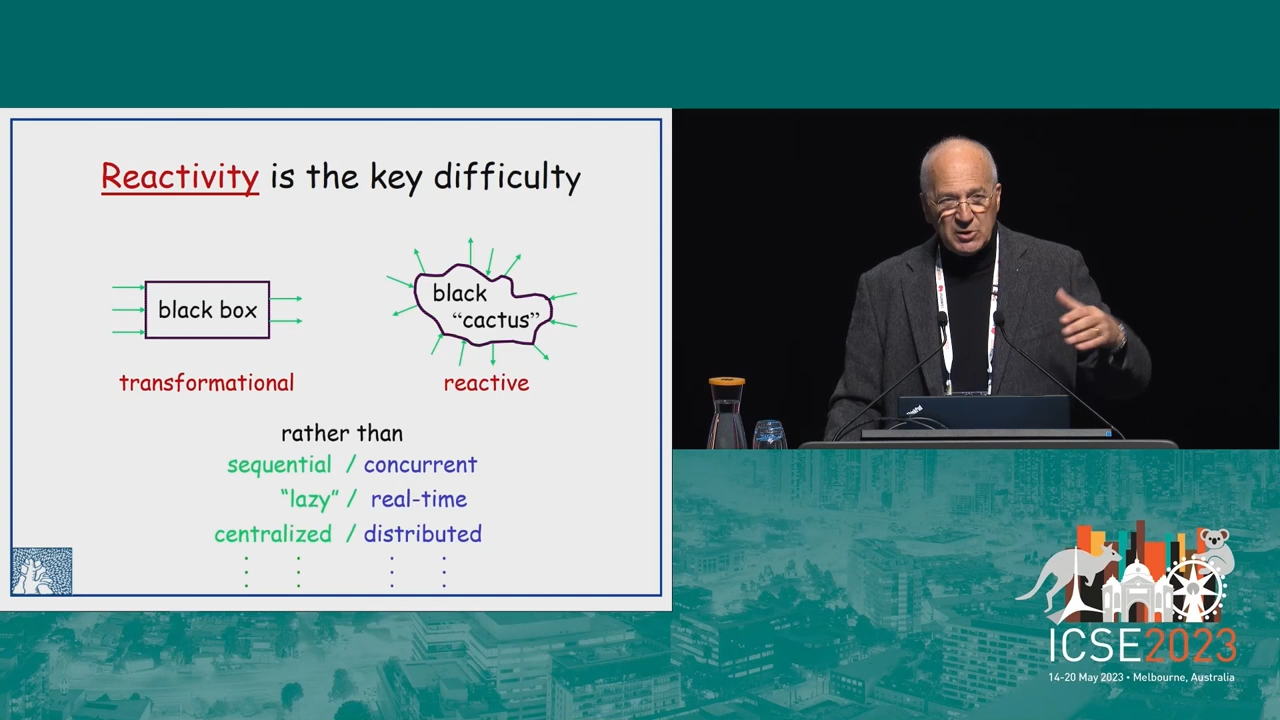 Reactivity is the key difficulty
black box
black
“cactus”
transformational
reactive
rather than
sequential / concurrent
“lazy” / real-time
centralized / distributed
ICSE2023
14-20 May 2023 • Melbourne, Australia